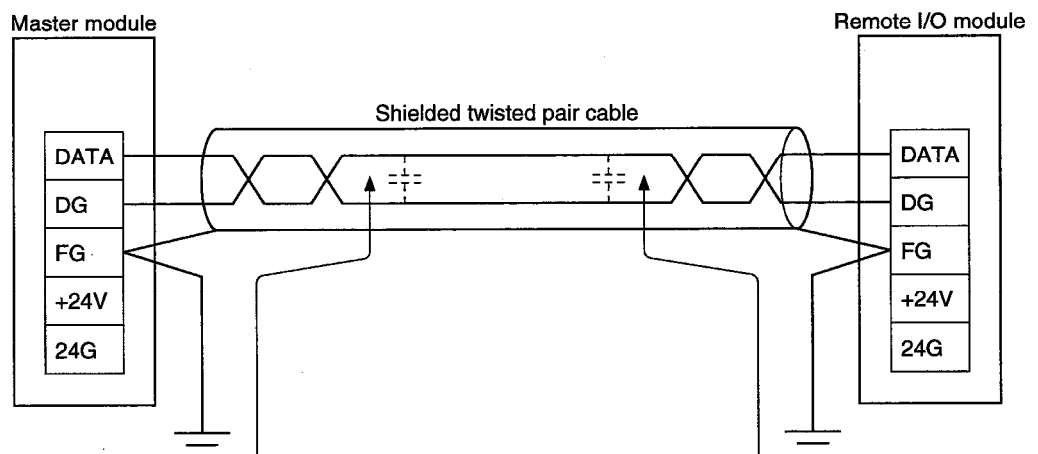 Master module
Remote I/O module
Shielded twisted pair cable
DATA
DG
FG
+24V
24G
DATA
DG
FG
+24V
24G